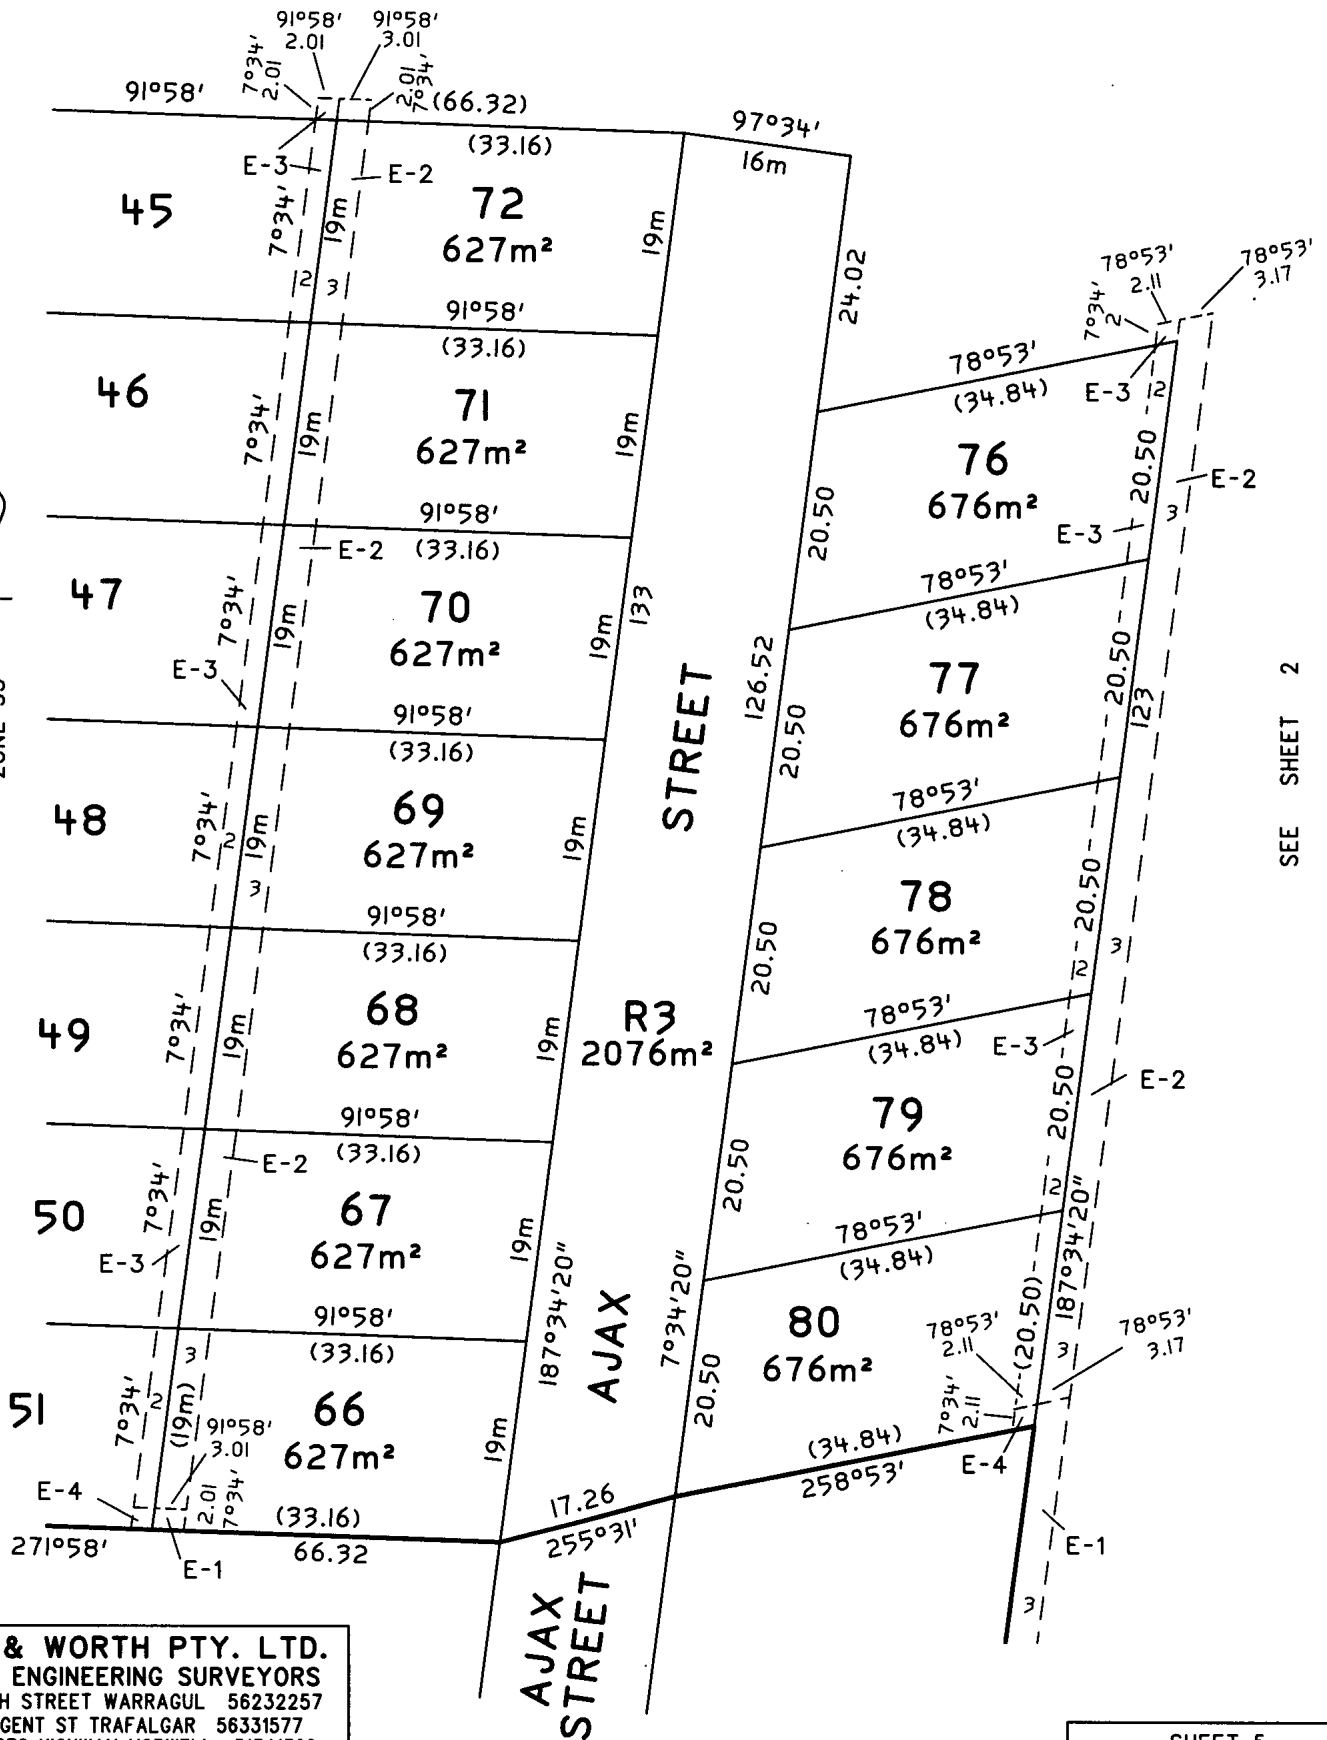 91°58'
2.01
91°58'
3.01
7°34'
2.01
2.01
7°34'
91°58'
(66.32)
97°34'
16m
(33.16)
E-3
E-2
45
7°34'
19m
72
627m²
19m
24.02
2
3
91°58'
(33.16)
78°53'
2.11
78°53'
3.17
7°34'
2
78°53'
(34.84)
E-3
2
46
7°34'
19m
71
627m²
19m
20.50
76
676m²
20.50
E-2
E-3
3
91°58'
E-2
(33.16)
78°53'
(34.84)
47
7°34'
19m
70
627m²
19m
133
E-3
126.52
20.50
77
676m²
20.50
123
SEE SHEET 2
91°58'
(33.16)
STREET
78°53'
(34.84)
48
7°34'
2
19m
3
69
627m²
19m
78
676m²
20.50
20.50
3
2
91°58'
(33.16)
49
7°34'
19m
68
627m²
19m
R3
2076m²
78°53'
(34.84)
E-3
E-2
79
676m²
20.50
20.50
2
91°58'
(33.16)
E-2
50
7°34'
19m
67
627m²
19m
E-3
187°34'20"
78°53'
(34.84)
187°34'20"
7°34'20"
AJAX
80
676m²
20.50
(20.50)
78°53'
2.11
78°53'
3.17
3
7°34'
2.11
91°58'
(33.16)
3
51
7°34'
2
(19m)
66
627m²
19m
91°58'
3.01
2.01
7°34'
E-4
(33.16)
271°58'
66.32
E-1
17.26
255°31'
(34.84)
258°53'
E-4
E-1
3
AJAX
STREET
& WORTH PTY. LTD.
ENGINEERING SURVEYORS
H STREET WARRAGUL 56232257
GENT ST TRAFALGAR 56331577
SHEET 5